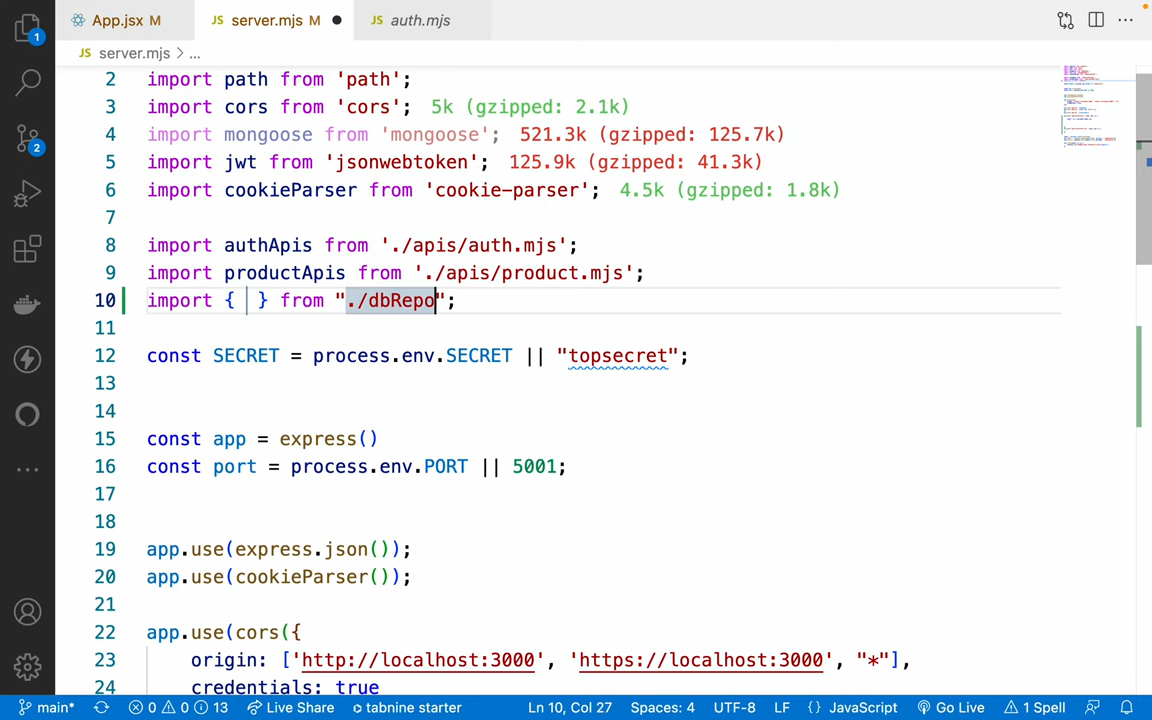 App.jsx M
JS server.mjs M
JS auth.mjs
JS server.mjs > ...
2 import path from 'path';
3 import cors from 'cors'; 5k (gzipped: 2.1k)
4 import mongoose from 'mongoose'; 521.3k (gzipped: 125.7k)
5 import jwt from 'jsonwebtoken'; 125.9k (gzipped: 41.3k)
6 import cookieParser from 'cookie-parser'; 4.5k (gzipped: 1.8k)
7
8 import authApis from './apis/auth.mjs';
9 import productApis from './apis/product.mjs';
10 import { } from "./dbRepo";
11
12 const SECRET = process.env.SECRET || "topsecret";
13
14
15 const app = express()
16 const port = process.env.PORT || 5001;
17
18
19 app.use(express.json());
20 app.use(cookieParser());
21
22 app.use(cors({
23 origin: ['http://localhost:3000', 'https://localhost:3000', "*"],
24 credentials: true
1
2
main* 0 0 13 Live Share tabnine starter Ln 10, Col 27 Spaces: 4 UTF-8 LF {} JavaScript Go Live 1 Spell